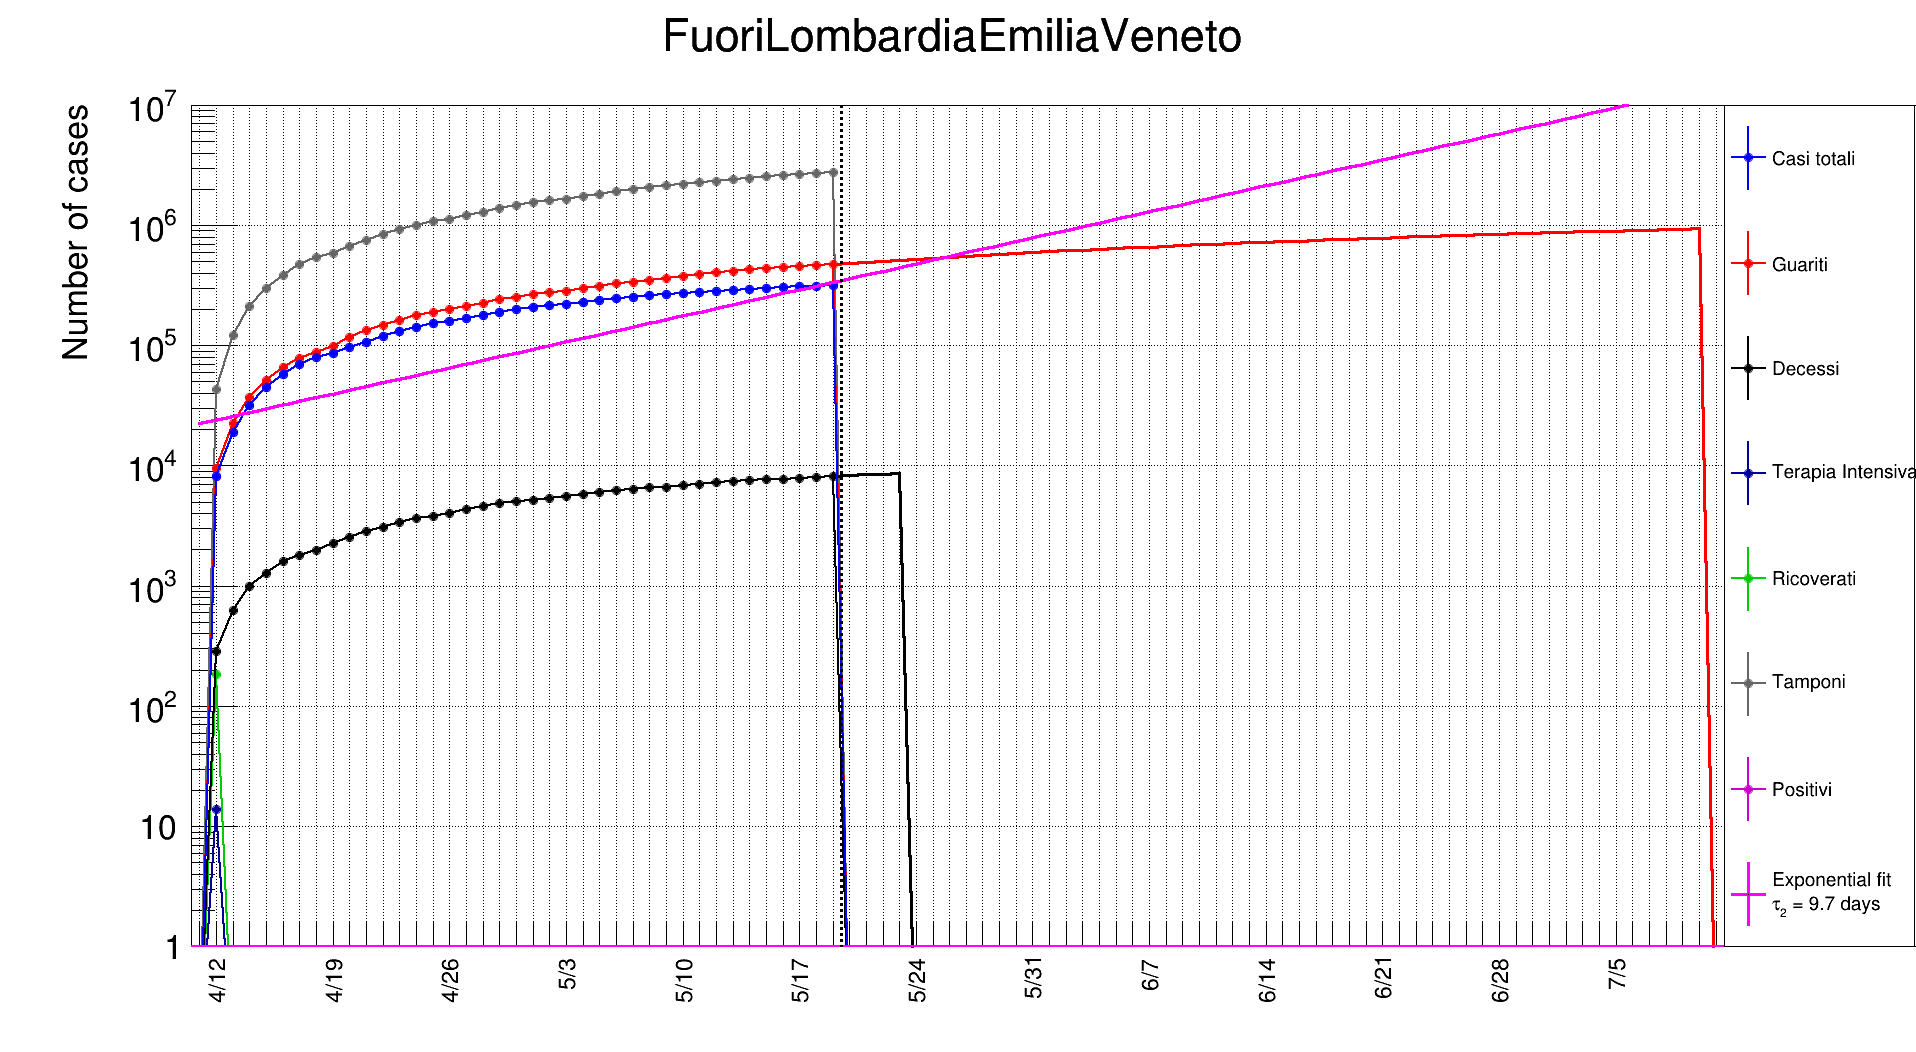 FuoriLombardiaEmiliaVeneto
Number of cases
10^7
10^6
10^5
10^4
10^3
10^2
10
1
4/12 4/19 4/26 5/3 5/10 5/17 5/24 5/31 6/7 6/14 6/21 6/28 7/5
Casi totali
Guariti
Decessi
Terapia Intensiva
Ricoverati
Tamponi
Positivi
Exponential fit
τ_2 = 9.7 days